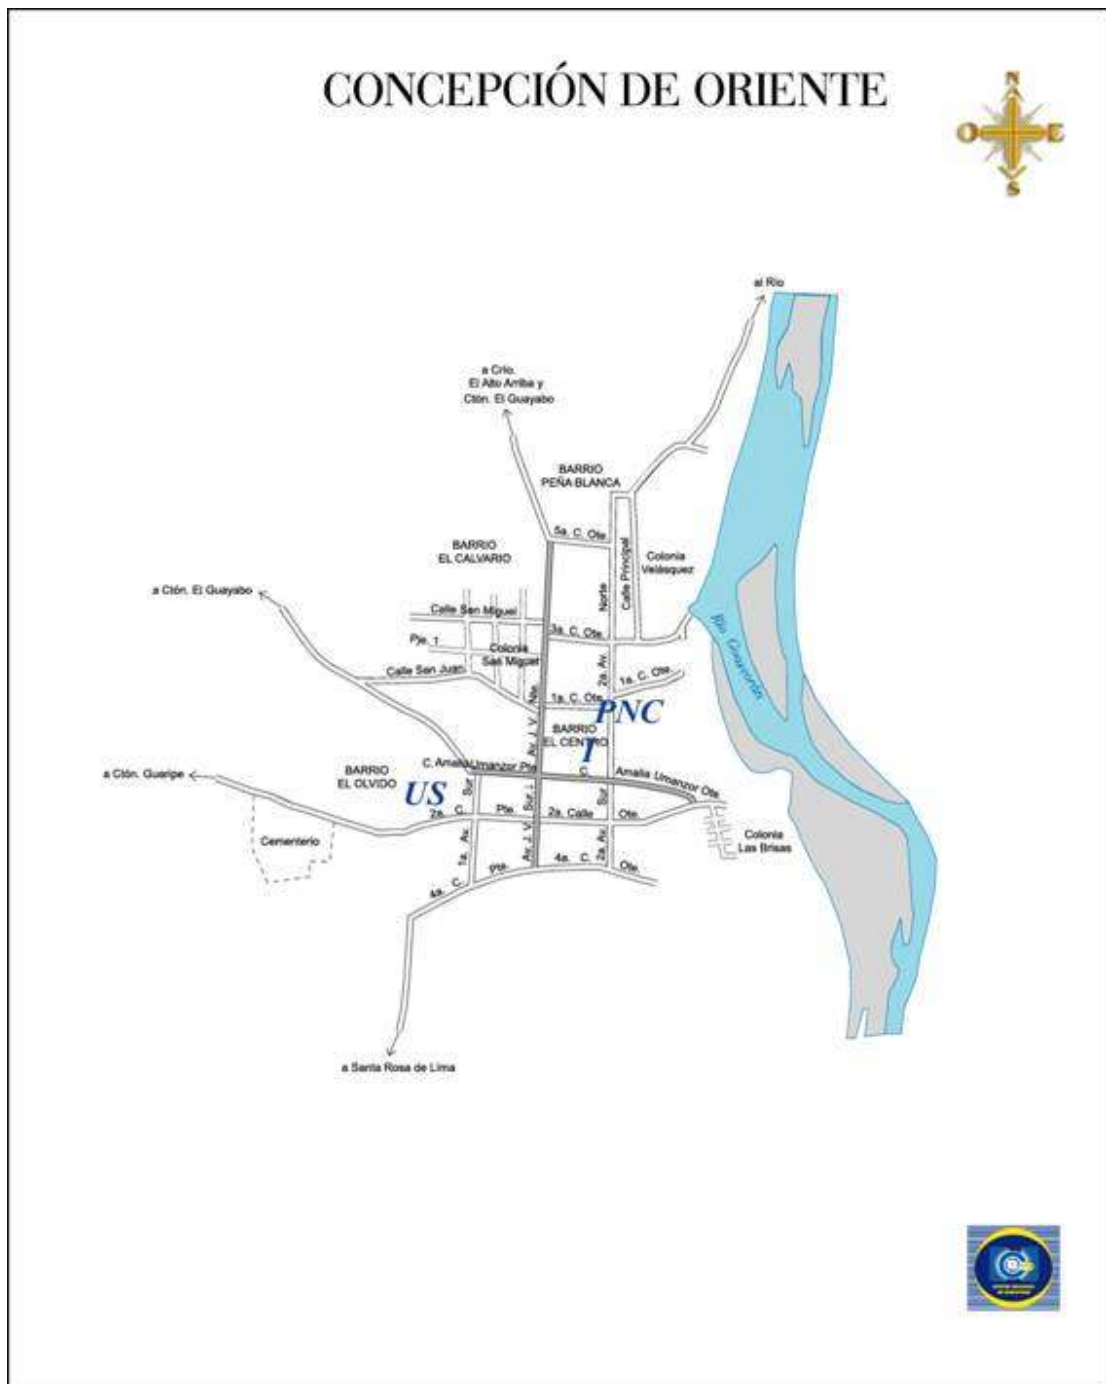 CONCEPCIÓN DE ORIENTE
N
O E
S
al Río
a Crío.
El Alto Arriba y
Ctón. El Guayabo
BARRIO
PEÑA BLANCA
5a. C. Ote.
BARRIO
EL CALVARIO
Calle Principal
Colonia
Velásquez
a Ctón. El Guayabo
Norte
Calle San Miguel
3a. C. Ote.
Pje. 1
Colonia
San Miguel
Calle San Juan
2a. Av.
1a. C. Ote.
Nte.
1a. C. Ote.
PNC
Av. J. V.
BARRIO
EL CENTRO
I
C. Amalia Umanzor Pte.
C. Amalia Umanzor Ote.
a Ctón. Guaripe
BARRIO
EL OLVIDO
US
Sur
Sur
Sur
2a. C. Pte.
2a. Calle Ote.
Cementerio
1a. Av.
Av. J. V.
2a. Av.
Colonia
Las Brisas
4a. C. Pte.
4a. C. Ote.
a Santa Rosa de Lima